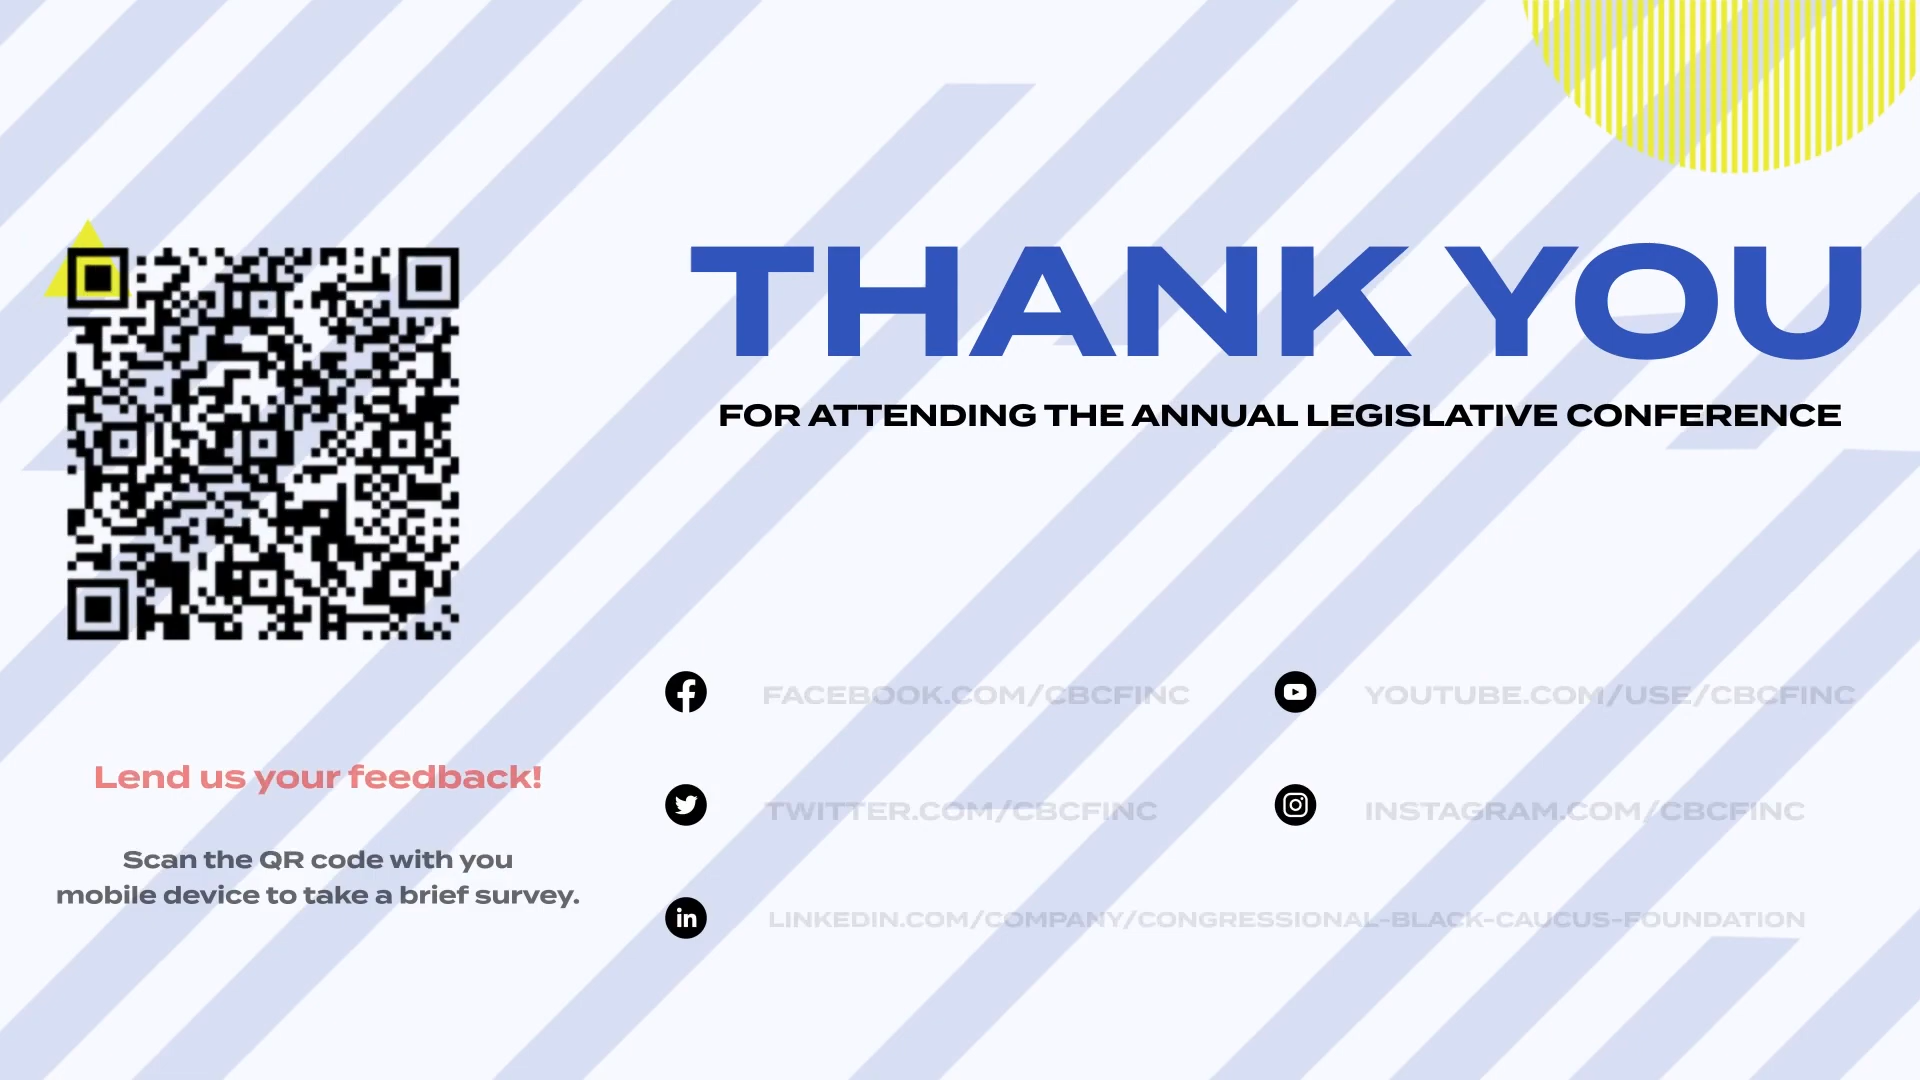 THANK YOU
FOR ATTENDING THE ANNUAL LEGISLATIVE CONFERENCE
FACEBOOK.COM/CBCFINC
YOUTUBE.COM/USE/CBCFINC
TWITTER.COM/CBCFINC
INSTAGRAM.COM/CBCFINC
LINKEDIN.COM/COMPANY/CONGRESSIONAL-BLACK-CAUCUS-FOUNDATION
Lend us your feedback!
Scan the QR code with you
mobile device to take a brief survey.